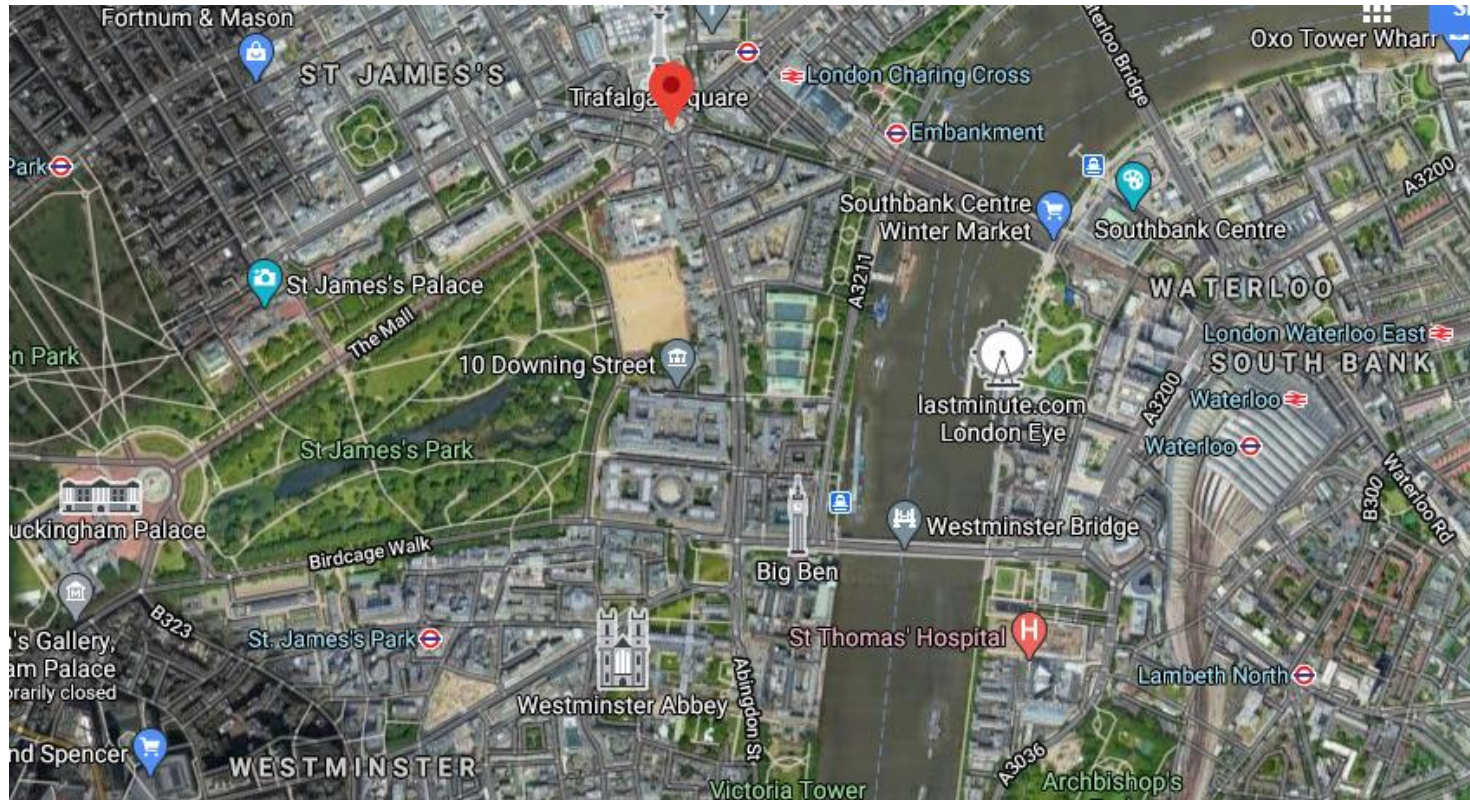 Fortnum & Mason
ST JAMES'S
Trafalga quare
London Charing Cross
Oxo Tower Wharf
Waterloo Bridge
Park
Embankment
A3200
Southbank Centre
Winter Market
Southbank Centre
St James's Palace
The Mall
A3211
WATERLOO
London Waterloo East
SOUTH BANK
en Park
10 Downing Street
A3200
Waterloo
lastminute.com
London Eye
St James's Park
Waterloo
uckingham Palace
Birdcage Walk
Westminster Bridge
B300
Waterloo Rd
Big Ben
B323
n's Gallery,
am Palace
orarily closed
St. James's Park
St Thomas' Hospital
H
Lambeth North
Westminster Abbey
Abingdon St
nd Spencer
WESTMINSTER
Victoria Tower
A3036
Archbishop's